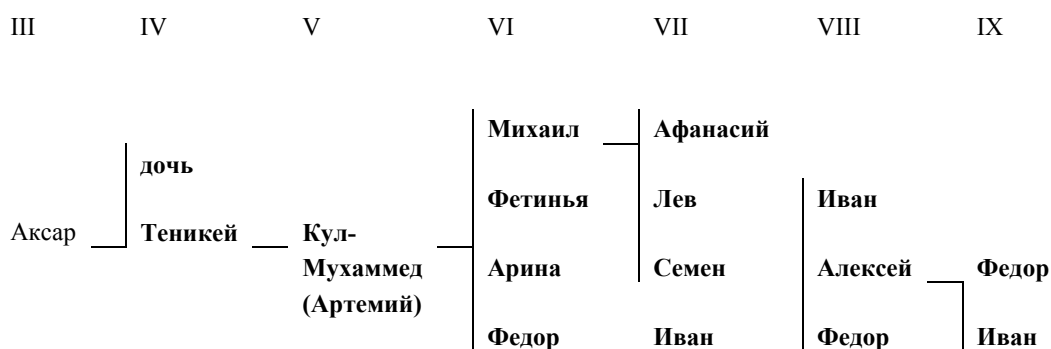 III IV V VI VII VIII IX
Михаил Афанасий
дочь
Фетинья Лев Иван
Аксар Теникей Кул-
Мухаммед Арина Семен Алексей Федор
(Артемий)
Федор Иван Федор Иван